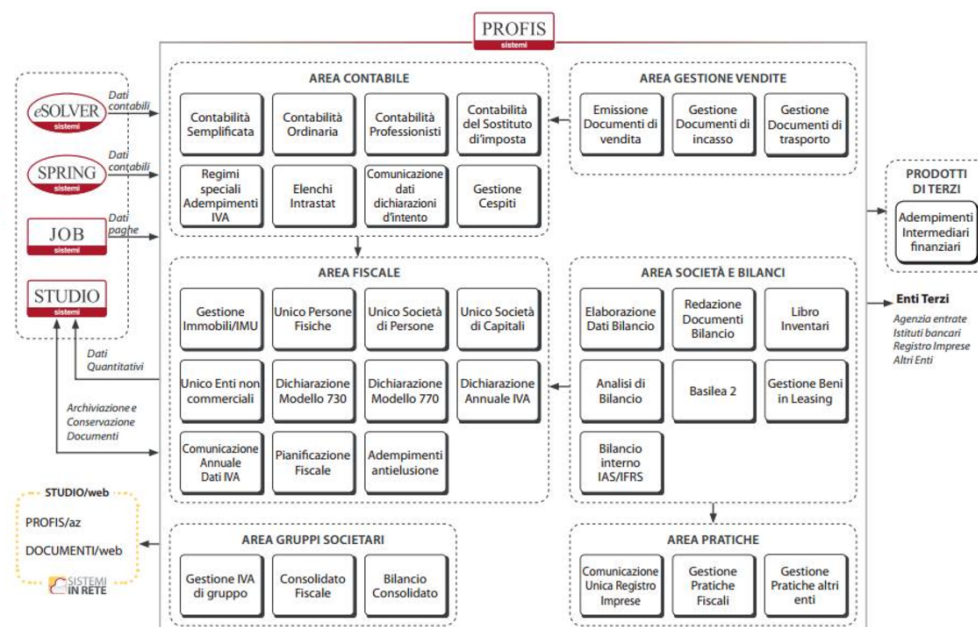 PROFIS
sistemi
eSOLVER
sistemi
Dati
contabili
SPRING
sistemi
Dati
contabili
JOB
sistemi
Dati
paghe
STUDIO
sistemi
Dati
Quantitativi
Archiviazione e
Conservazione
Documenti
STUDIO/web
PROFIS/az
DOCUMENTI/web
SISTEMI
IN RETE
AREA CONTABILE
Contabilità
Semplificata
Contabilità
Ordinaria
Contabilità
Professionisti
Contabilità
del Sostituto
d'imposta
Regimi
speciali
Adempimenti
IVA
Elenchi
Intrastat
Comunicazione
dati
dichiarazioni
d'intento
Gestione
Cespiti
AREA GESTIONE VENDITE
Emissione
Documenti di
vendita
Gestione
Documenti di
incasso
Gestione
Documenti di
trasporto
AREA FISCALE
Gestione
Immobili/IMU
Unico Persone
Fisiche
Unico Società
di Persone
Unico Società
di Capitali
Unico Enti non
commerciali
Dichiarazione
Modello 730
Dichiarazione
Modello 770
Dichiarazione
Annuale IVA
Comunicazione
Annuale
Dati IVA
Pianificazione
Fiscale
Adempimenti
antielusione
AREA SOCIETÀ E BILANCI
Elaborazione
Dati Bilancio
Redazione
Documenti
Bilancio
Libro
Inventari
Analisi di
Bilancio
Basilea 2
Gestione Beni
in Leasing
Bilancio
interno
IAS/IFRS
AREA GRUPPI SOCIETARI
Gestione IVA
di gruppo
Consolidato
Fiscale
Bilancio
Consolidato
AREA PRATICHE
Comunicazione
Unica Registro
Imprese
Gestione
Pratiche
Fiscali
Gestione
Pratiche altri
enti
PRODOTTI
DI TERZI
Adempimenti
Intermediari
finanziari
Enti Terzi
Agenzia entrate
Istituti bancari
Registro Imprese
Altri Enti